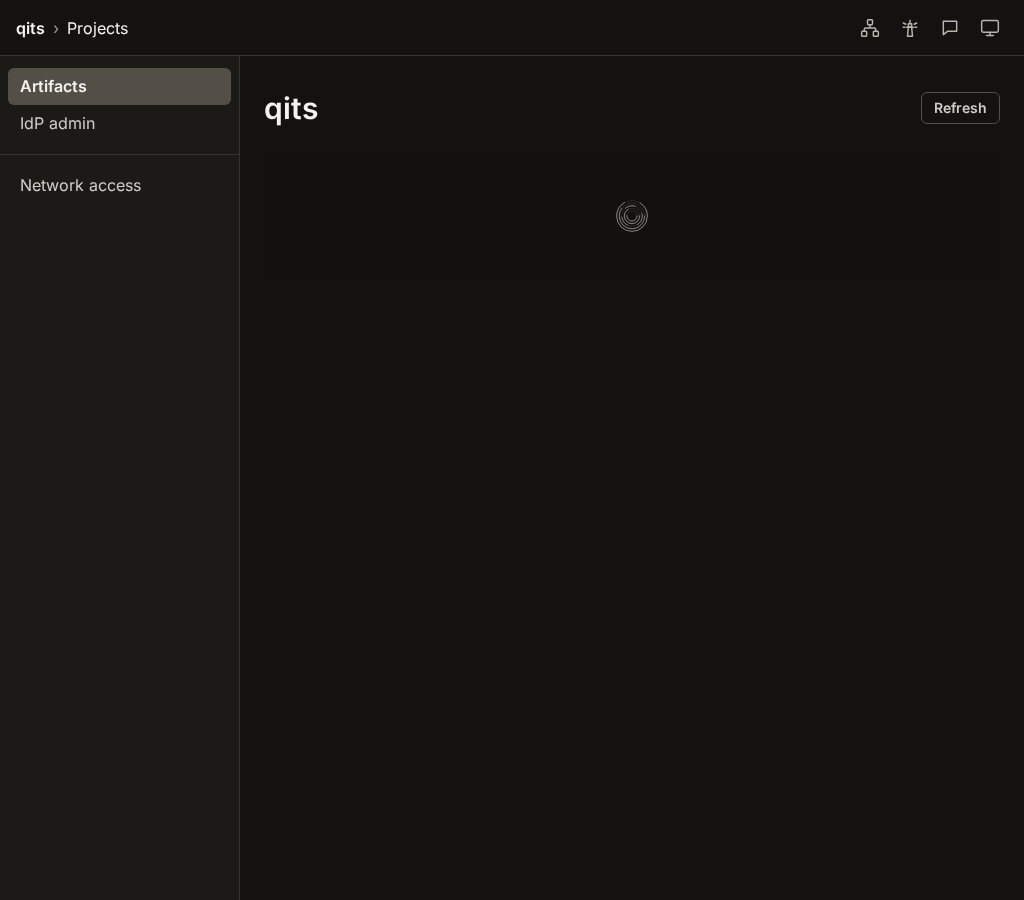 qits › Projects
Artifacts
IdP admin
Network access
qits
Refresh